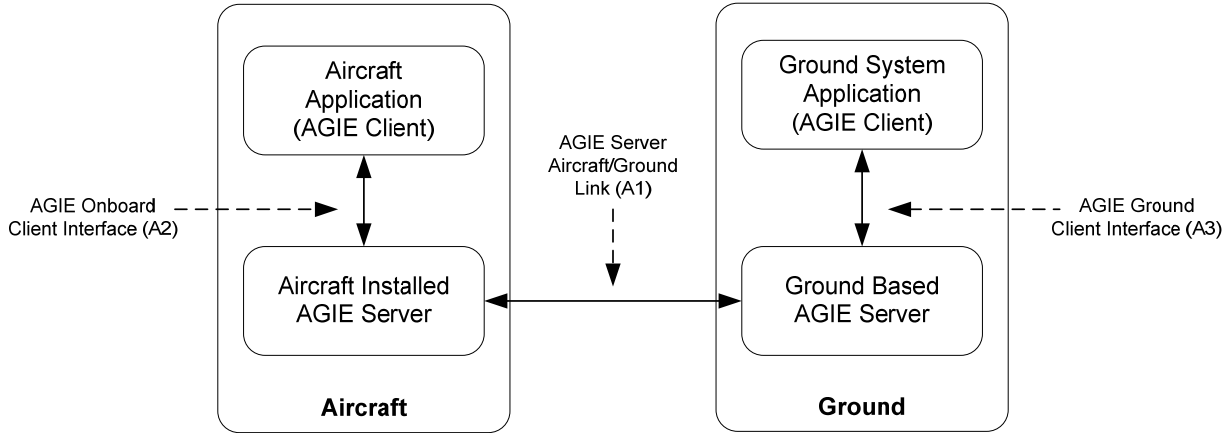 Aircraft
Application
(AGIE Client)
Ground System
Application
(AGIE Client)
AGIE Server
Aircraft/Ground
Link (A1)
AGIE Onboard
Client Interface (A2)
AGIE Ground
Client Interface (A3)
Aircraft Installed
AGIE Server
Ground Based
AGIE Server
Aircraft
Ground